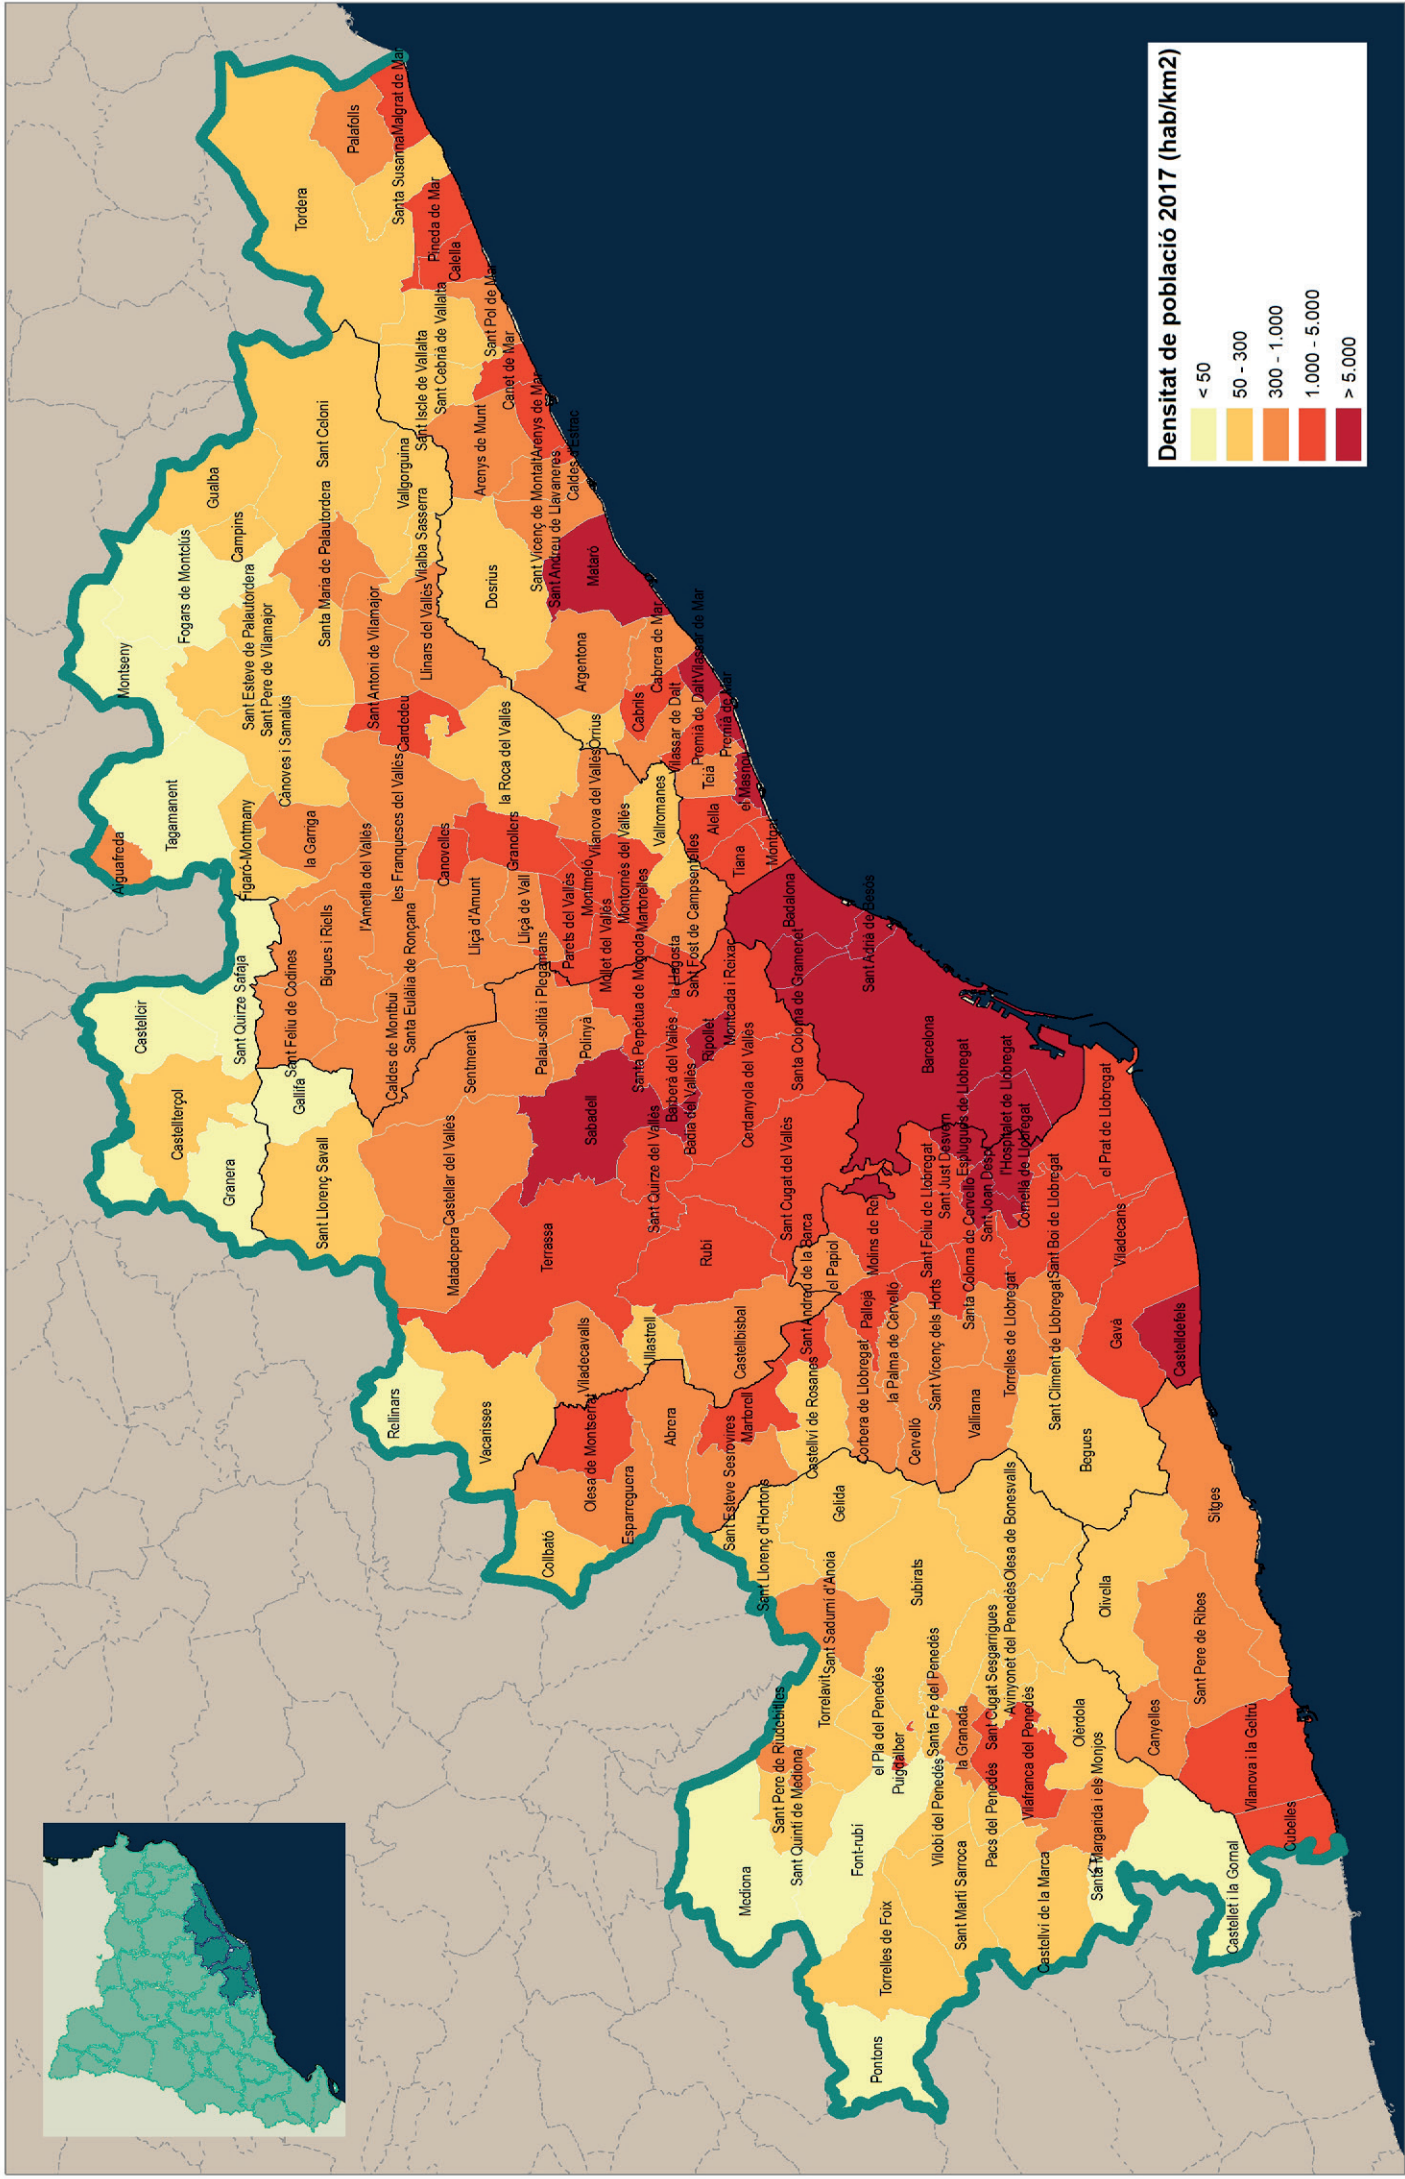 Densitat de població 2017 (hab/km2)
< 50
50 - 300
300 - 1.000
1.000 - 5.000
> 5.000
Tordera
Palafolls
Malgrat de Mar
Santa Susanna
Pineda de Mar
Calella
Sant Pol de Mar
Sant Cebrià de Vallalta
Sant Iscle de Vallalta
Canet de Mar
Arenys de Mar
Arenys de Munt
Caldes d'Estrac
Sant Vicenç de Montalt
Sant Andreu de Llavaneres
Mataró
Dosrius
Argentona
Cabrera de Mar
Cabrils
Vilassar de Mar
Vilassar de Dalt
Premià de Dalt
Premià de Mar
Òrrius
Teià
el Masnou
Alella
Tiana
Montgat
Sant Celoni
Gualba
Campins
Fogars de Montclús
Montseny
Vallgorguina
Vilalba Sasserra
Santa Maria de Palautordera
Sant Esteve de Palautordera
Sant Pere de Vilamajor
Sant Antoni de Vilamajor
Llinars del Vallès
Cànoves i Samalús
Cardedeu
Tagamanent
Aiguafreda
Figaró-Montmany
la Garriga
les Franqueses del Vallès
l'Ametlla del Vallès
Canovelles
Granollers
la Roca del Vallès
Vilanova del Vallès
Vallromanes
Montornès del Vallès
Montmeló
Martorelles
Parets del Vallès
Mollet del Vallès
Lliçà de Vall
Lliçà d'Amunt
Bigues i Riells
Santa Eulàlia de Ronçana
Sant Fost de Campsentelles
la Llagosta
Sant Quirze Safaja
Castellcir
Castellterçol
Granera
Gallifa
Sant Feliu de Codines
Caldes de Montbui
Sant Llorenç Savall
Sentmenat
Palau-solità i Plegamans
Polinyà
Santa Perpètua de Mogoda
Castellar del Vallès
Matadepera
Sabadell
Terrassa
Barberà del Vallès
Badia del Vallès
Ripollet
Montcada i Reixac
Cerdanyola del Vallès
Sant Quirze del Vallès
Sant Cugat del Vallès
Rubí
Badalona
Santa Coloma de Gramenet
Sant Adrià de Besòs
Barcelona
l'Hospitalet de Llobregat
Esplugues de Llobregat
Cornellà de Llobregat
Sant Just Desvern
Sant Joan Despí
Sant Feliu de Llobregat
Molins de Rei
el Papiol
el Prat de Llobregat
Sant Boi de Llobregat
Viladecans
Gavà
Castelldefels
Santa Coloma de Cervelló
Sant Climent de Llobregat
Torrelles de Llobregat
Sant Vicenç dels Horts
Pallejà
la Palma de Cervelló
Corbera de Llobregat
Cervelló
Vallirana
Begues
Sant Andreu de la Barca
Castellbisbal
Ullastrell
Viladecavalls
Vacarisses
Rellinars
Olesa de Montserrat
Esparreguera
Collbató
Abrera
Martorell
Sant Esteve Sesrovires
Castellví de Rosanes
Sant Llorenç d'Hortons
Gelida
Subirats
Sant Sadurní d'Anoia
Olesa de Bonesvalls
Avinyonet del Penedès
Sant Cugat Sesgarrigues
Torrelavit
Sant Pere de Riudebitlles
Sant Quintí de Mediona
Mediona
el Pla del Penedès
Puigdàlber
Santa Fe del Penedès
la Granada
Vilafranca del Penedès
Pacs del Penedès
Vilobí del Penedès
Font-rubí
Torrelles de Foix
Pontons
Sant Martí Sarroca
Castellví de la Marca
Santa Margarida i els Monjos
Olèrdola
Castellet i la Gornal
Olivella
Canyelles
Sitges
Sant Pere de Ribes
Vilanova i la Geltrú
Cubelles